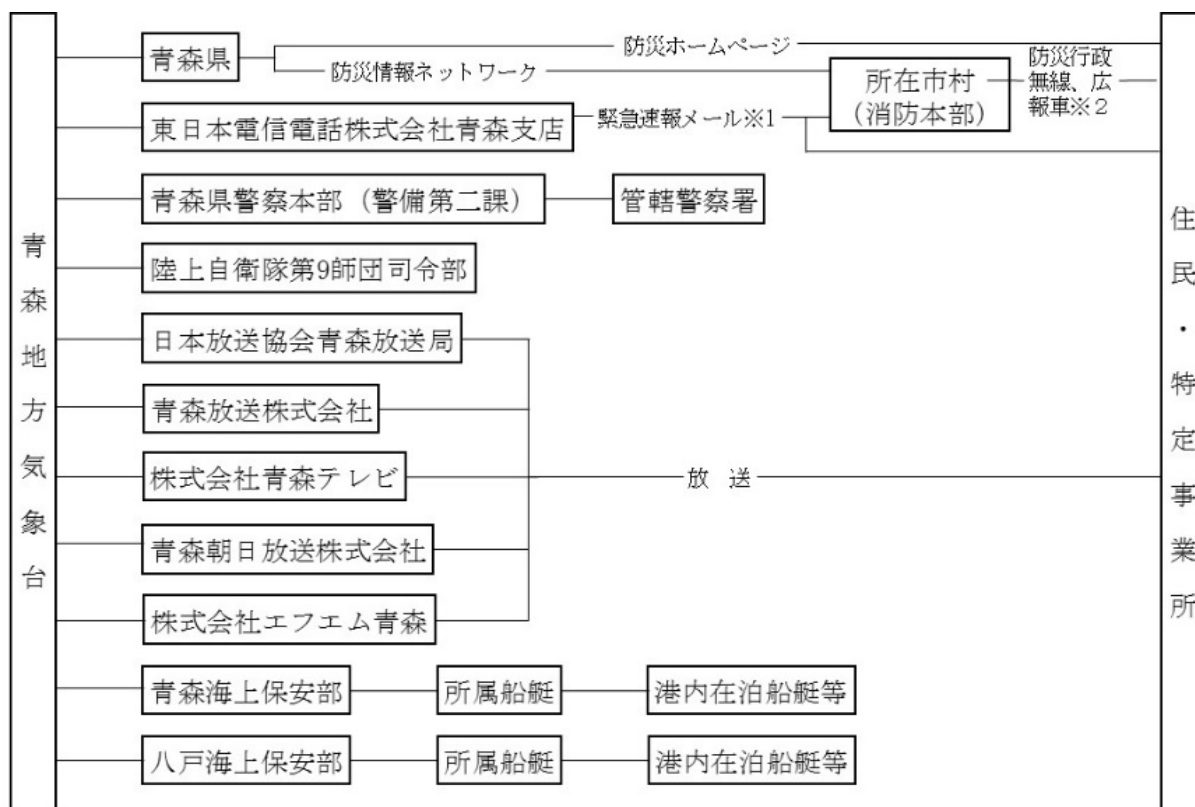 青森地方気象台
青森県
防災ホームページ
防災情報ネットワーク
所在市村
(消防本部)
防災行政
無線、広
報車※2
東日本電信電話株式会社青森支店
緊急速報メール※1
青森県警察本部(警備第二課)
管轄警察署
陸上自衛隊第9師団司令部
日本放送協会青森放送局
青森放送株式会社
株式会社青森テレビ
放 送
青森朝日放送株式会社
株式会社エフエム青森
青森海上保安部
所属船艇
港内在泊船艇等
八戸海上保安部
所属船艇
港内在泊船艇等
住民・特定事業所